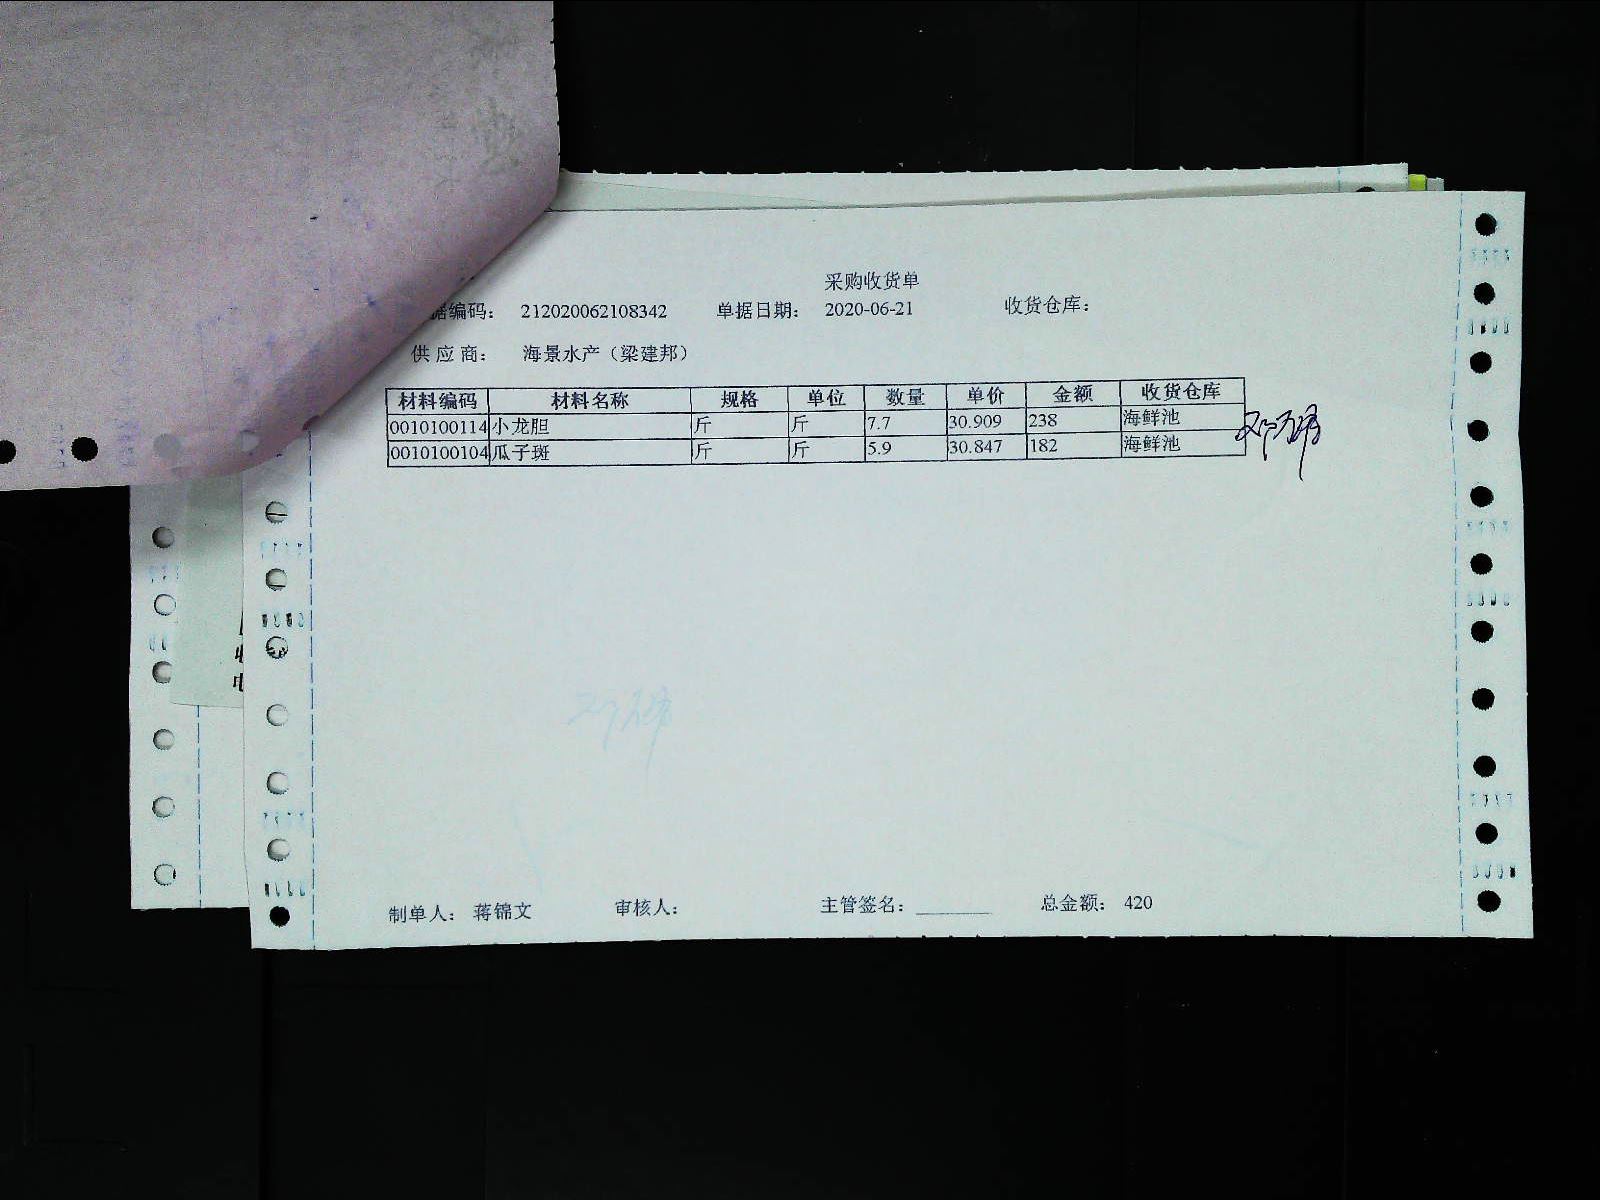 采购收货单
据编码： 212020062108342 单据日期： 2020-06-21 收货仓库：
供应商： 海景水产（梁建邦）
材料编码 材料名称 规格 单位 数量 单价 金额 收货仓库
0010100114 小龙胆 斤 斤 7.7 30.909 238 海鲜池
0010100104 瓜子斑 斤 斤 5.9 30.847 182 海鲜池
制单人： 蒋锦文 审核人： 主管签名： 总金额： 420